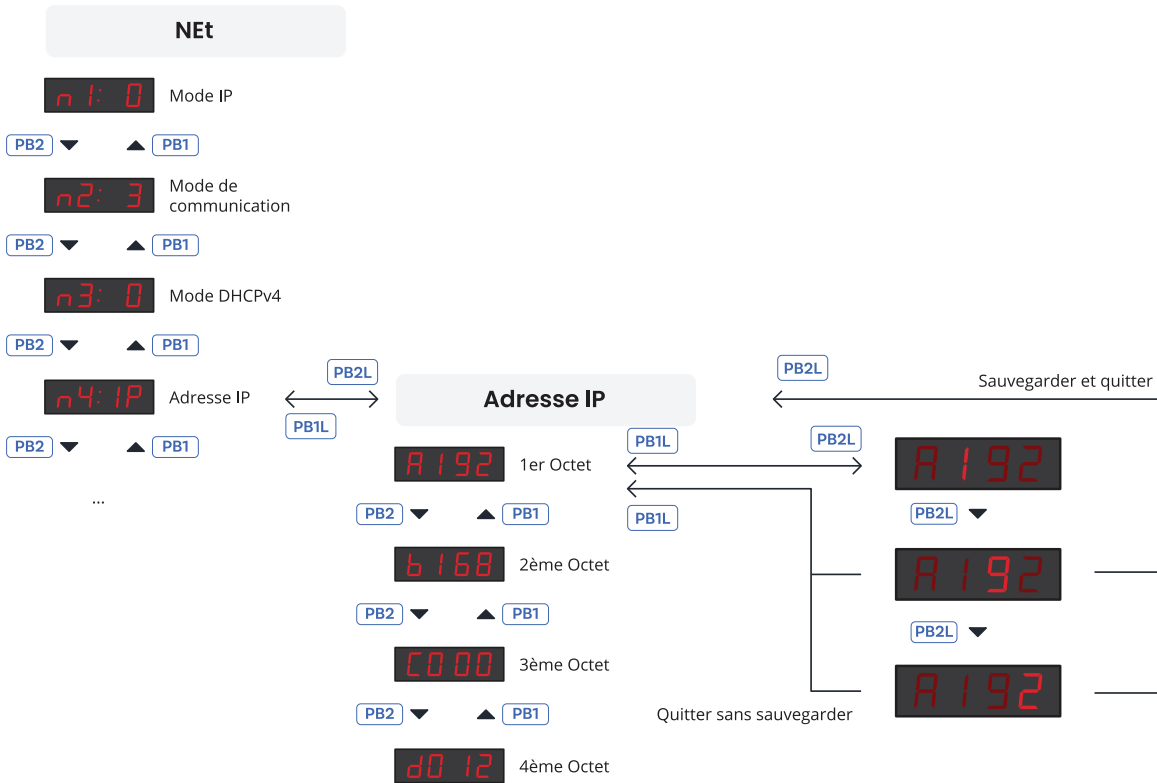 NEt
n1: 0 Mode IP
PB2 PB1
n2: 3 Mode de
communication
PB2 PB1
n3: 0 Mode DHCPv4
PB2 PB1
n4:IP Adresse IP
PB2 PB1
...
PB2L
PB1L
Adresse IP
PB2L
Sauvegarder et quitter
A192 1er Octet
PB2 PB1
b168 2ème Octet
PB2 PB1
C000 3ème Octet
PB2 PB1
d012 4ème Octet
PB1L PB2L
PB1L
A192
PB2L
A192
PB2L
A192
Quitter sans sauvegarder